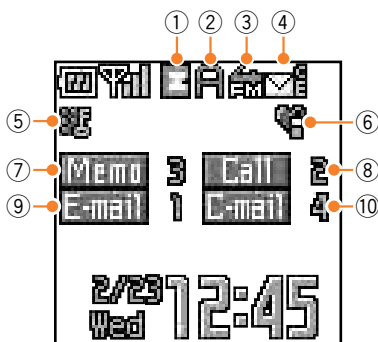 ① ② ③ ④
FM
⑤ ⑥
⑦ Memo 3 Call 2 ⑧
⑨ E-mail 1 C-mail 4 ⑩
2/23
Wed
12:45